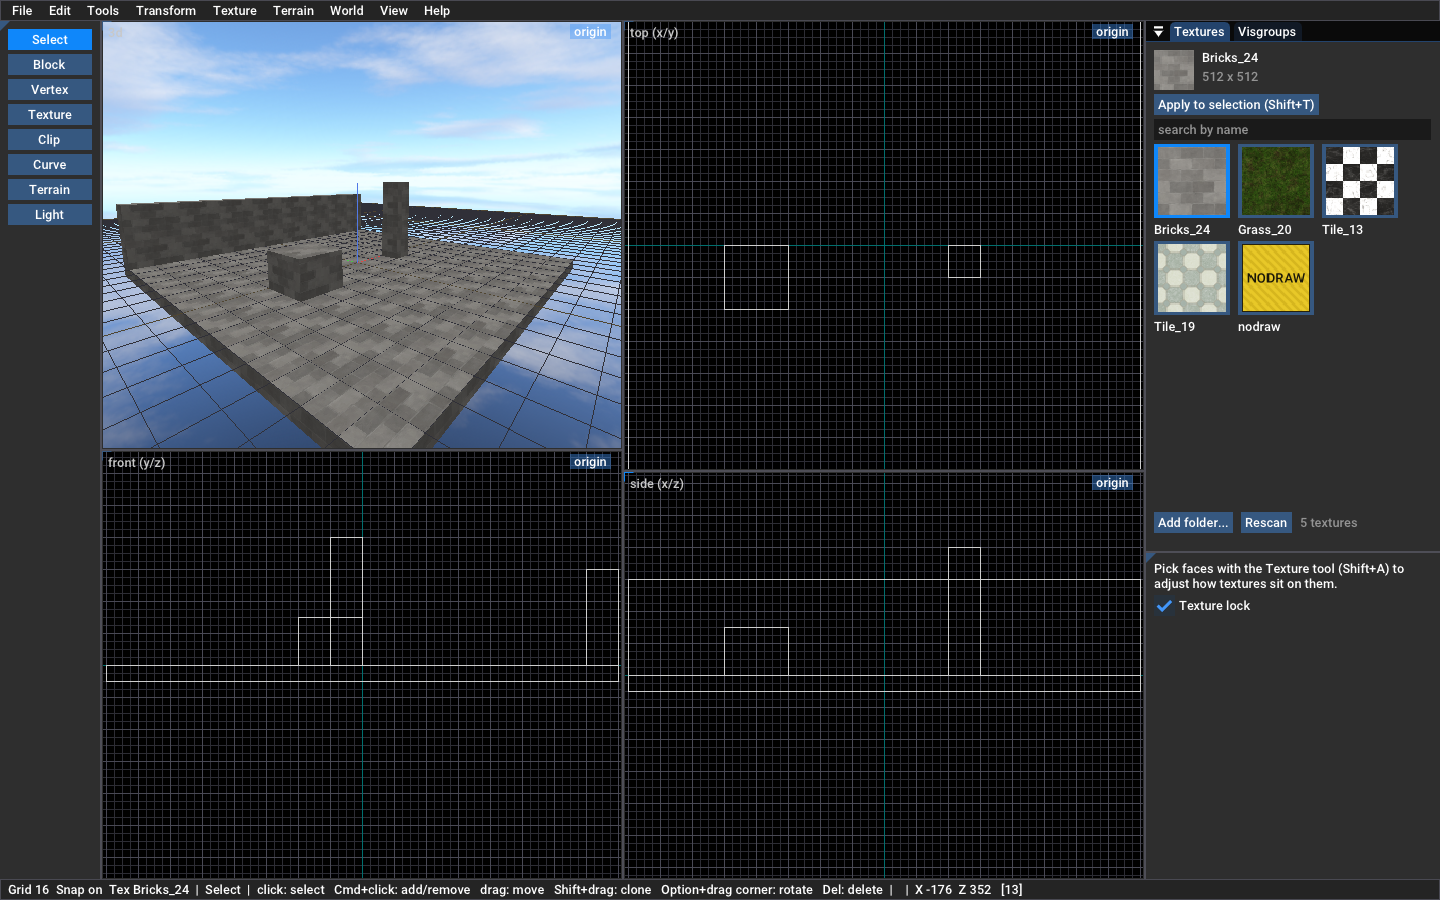 File Edit Tools Transform Texture Terrain World View Help
Select
Block
Vertex
Texture
Clip
Curve
Terrain
Light
origin
top (x/y)
origin
front (y/z)
origin
side (x/z)
origin
Textures Visgroups
Bricks_24
512 x 512
Apply to selection (Shift+T)
search by name
Bricks_24 Grass_20 Tile_13
NODRAW
Tile_19 nodraw
Add folder... Rescan 5 textures
Pick faces with the Texture tool (Shift+A) to
adjust how textures sit on them.
Texture lock
Grid 16 Snap on Tex Bricks_24 | Select | click: select Cmd+click: add/remove drag: move Shift+drag: clone Option+drag corner: rotate Del: delete | | X -176 Z 352 [13]